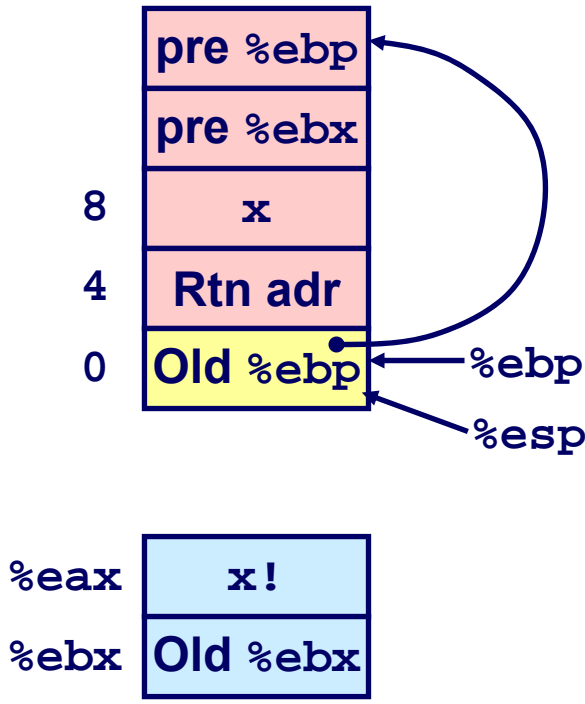 pre %ebp
pre %ebx
8 x
4 Rtn adr
0 Old %ebp %ebp
%esp
%eax x!
%ebx Old %ebx